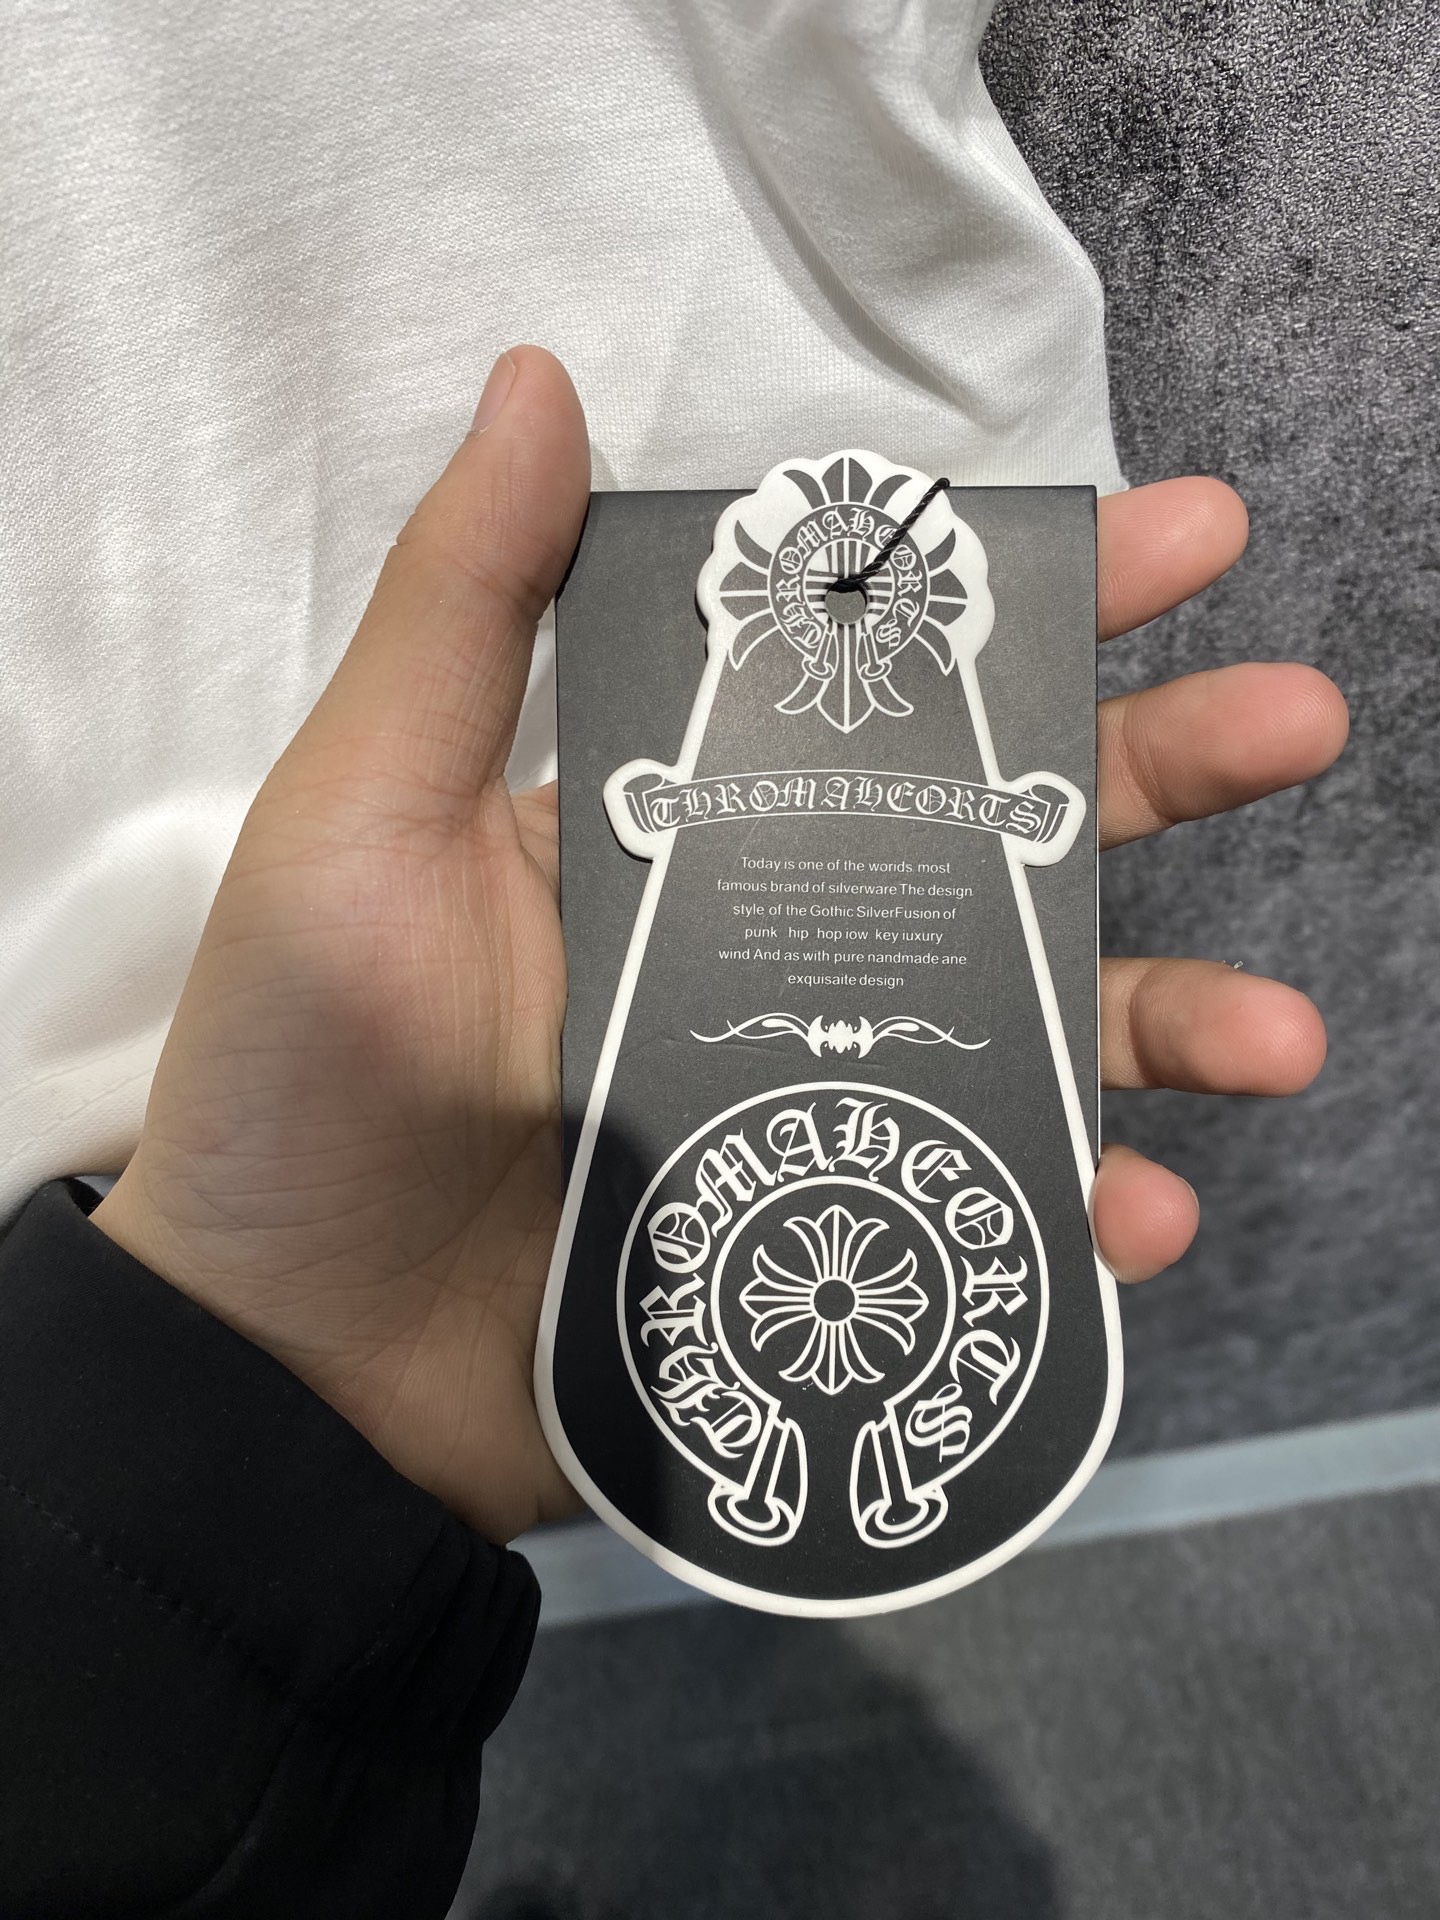 THROMAHEORTS
THROMAHEORTS
Today is one of the worids most
famous brand of silverware The design
style of the Gothic SilverFusion of
punk hip hop iow key iuxury
wind And as with pure nandmade ane
exquisaite design
THROMAHEORTS